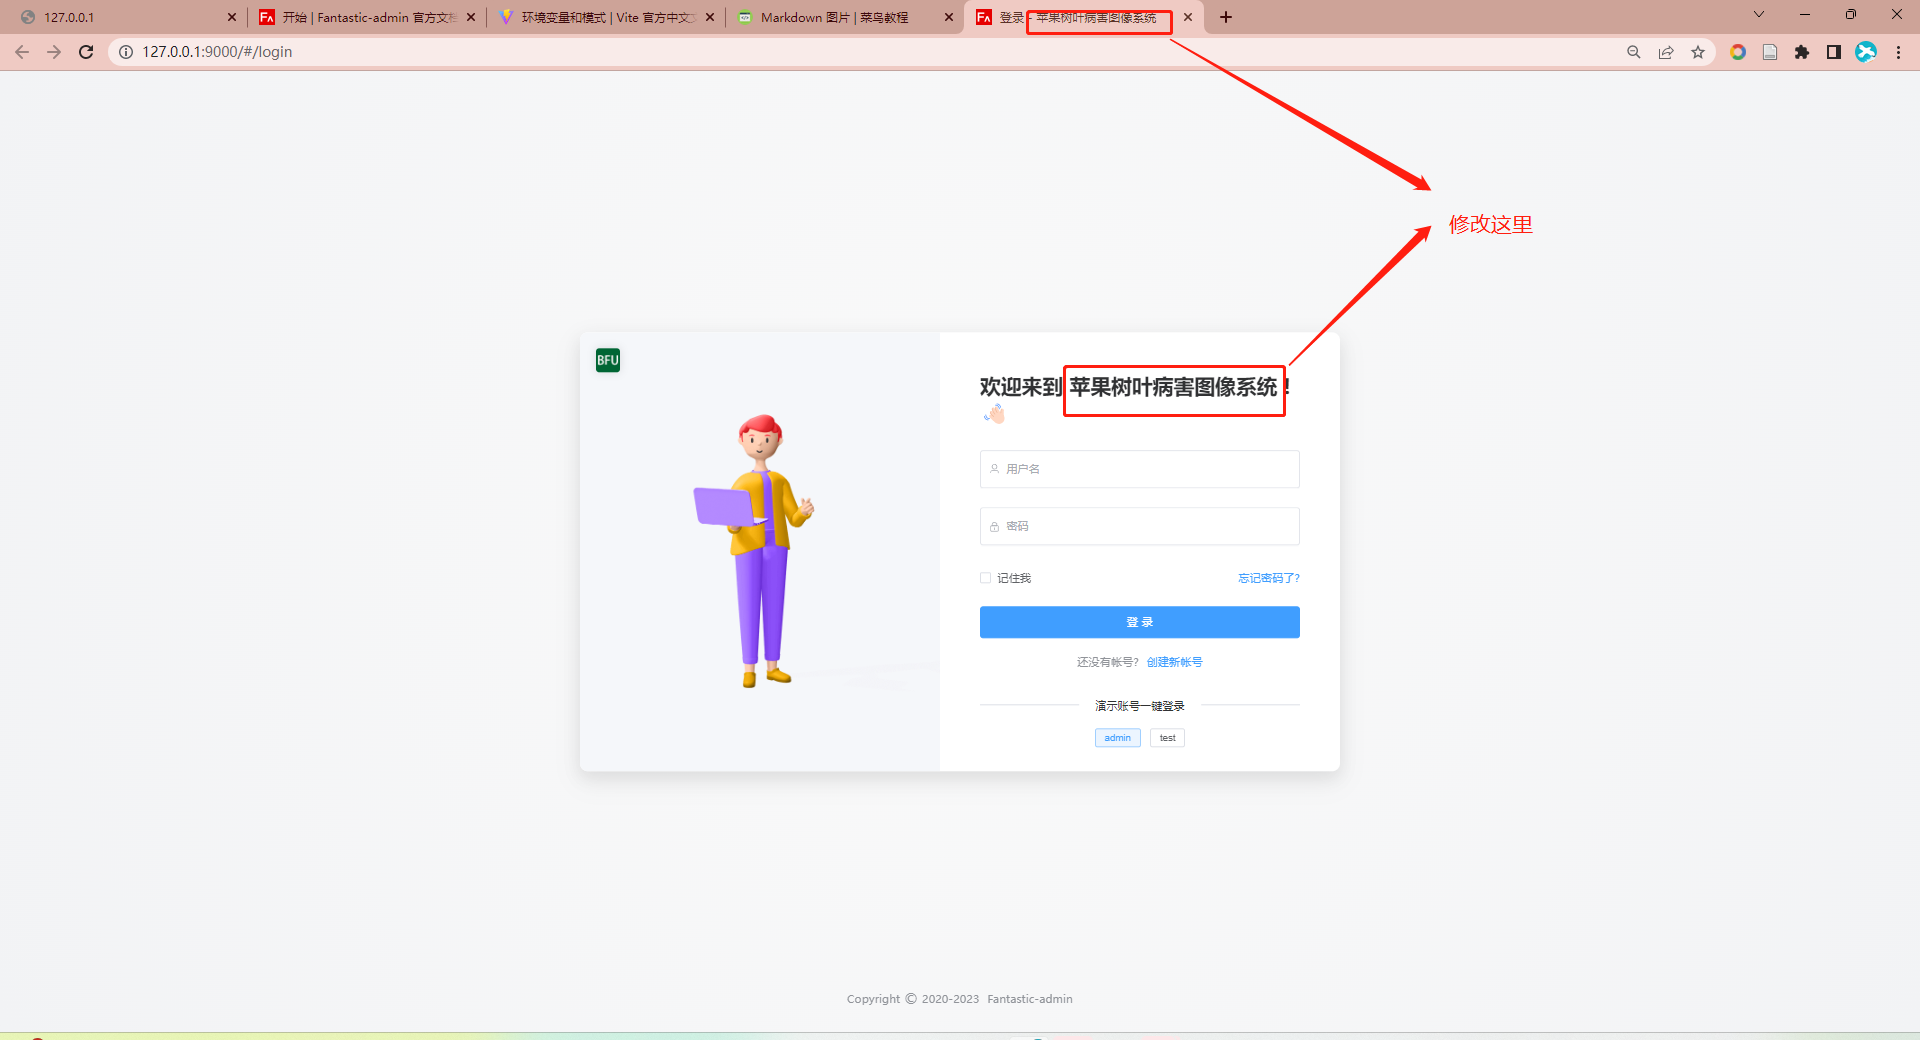 127.0.0.1
开始 | Fantastic-admin 官方文档
环境变量和模式 | Vite 官方中文文
Markdown 图片 | 菜鸟教程
登录 - 苹果树叶病害图像系统
127.0.0.1:9000/#/login
修改这里
BFU
欢迎来到 苹果树叶病害图像系统 !
用户名
密码
记住我
忘记密码了?
登 录
还没有帐号? 创建新帐号
演示账号一键登录
admin
test
Copyright © 2020-2023 Fantastic-admin